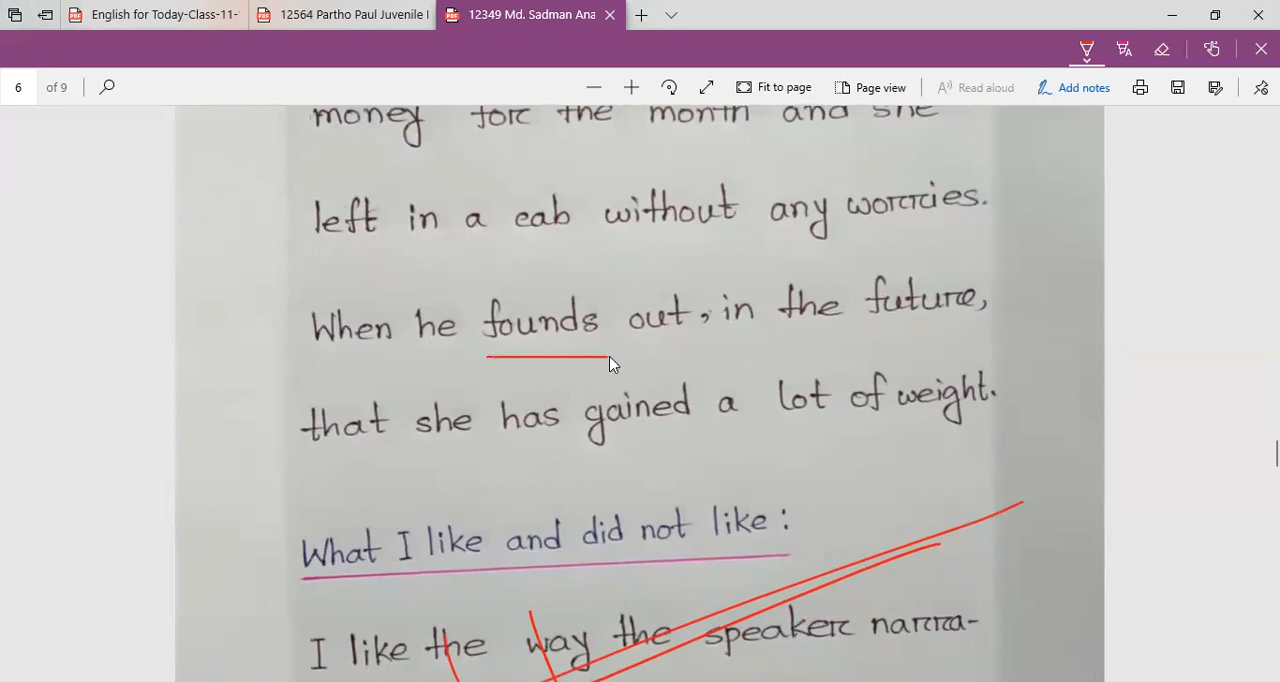 English for Today-Class-11-
12564 Partho Paul Juvenile I
12349 Md. Sadman Ana
6 of 9
Fit to page
Page view
Read aloud
Add notes
money for the month and she
left in a cab without any worries.
When he founds out, in the future,
that she has gained a lot of weight.
What I like and did not like:
I like the way the speaker narra-